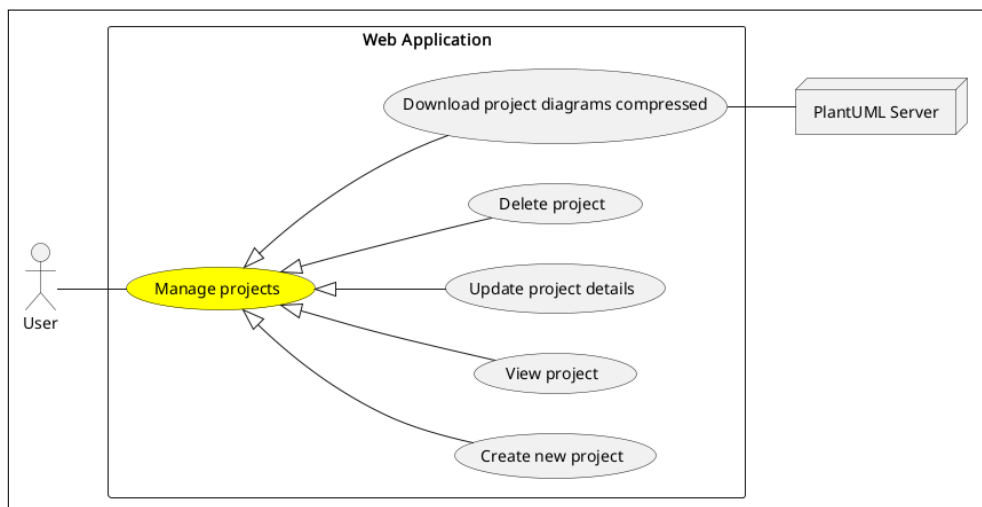 Web Application
Download project diagrams compressed
PlantUML Server
Delete project
Manage projects
Update project details
User
View project
Create new project